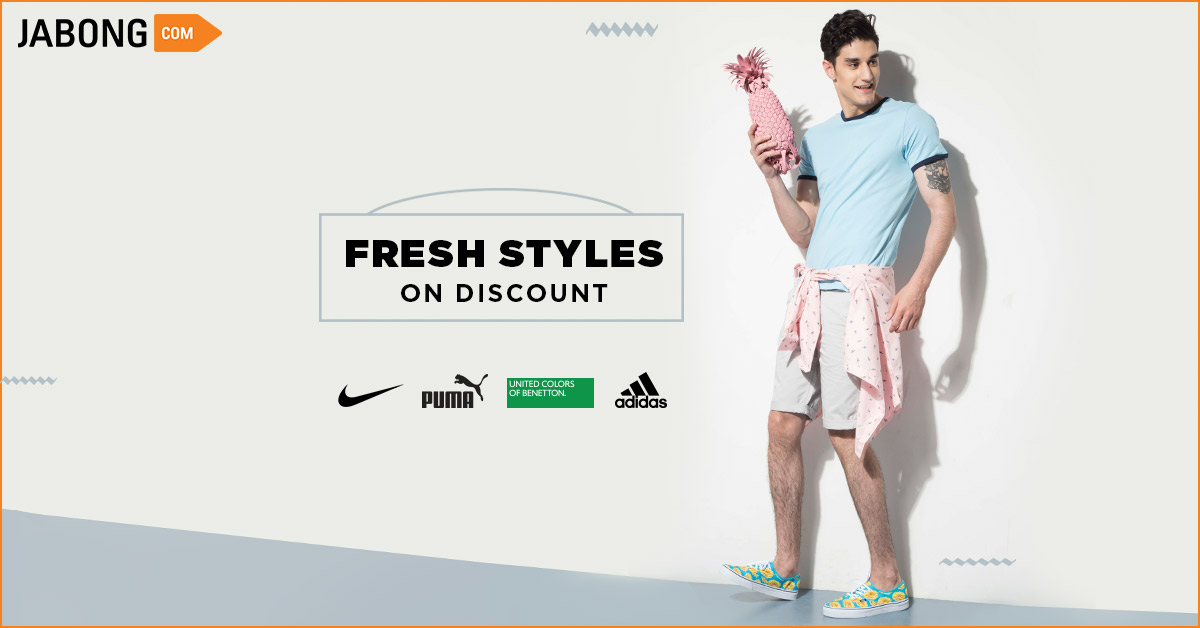 JABONG COM
FRESH STYLES
ON DISCOUNT
PUMA
UNITED COLORS
OF BENETTON.
adidas